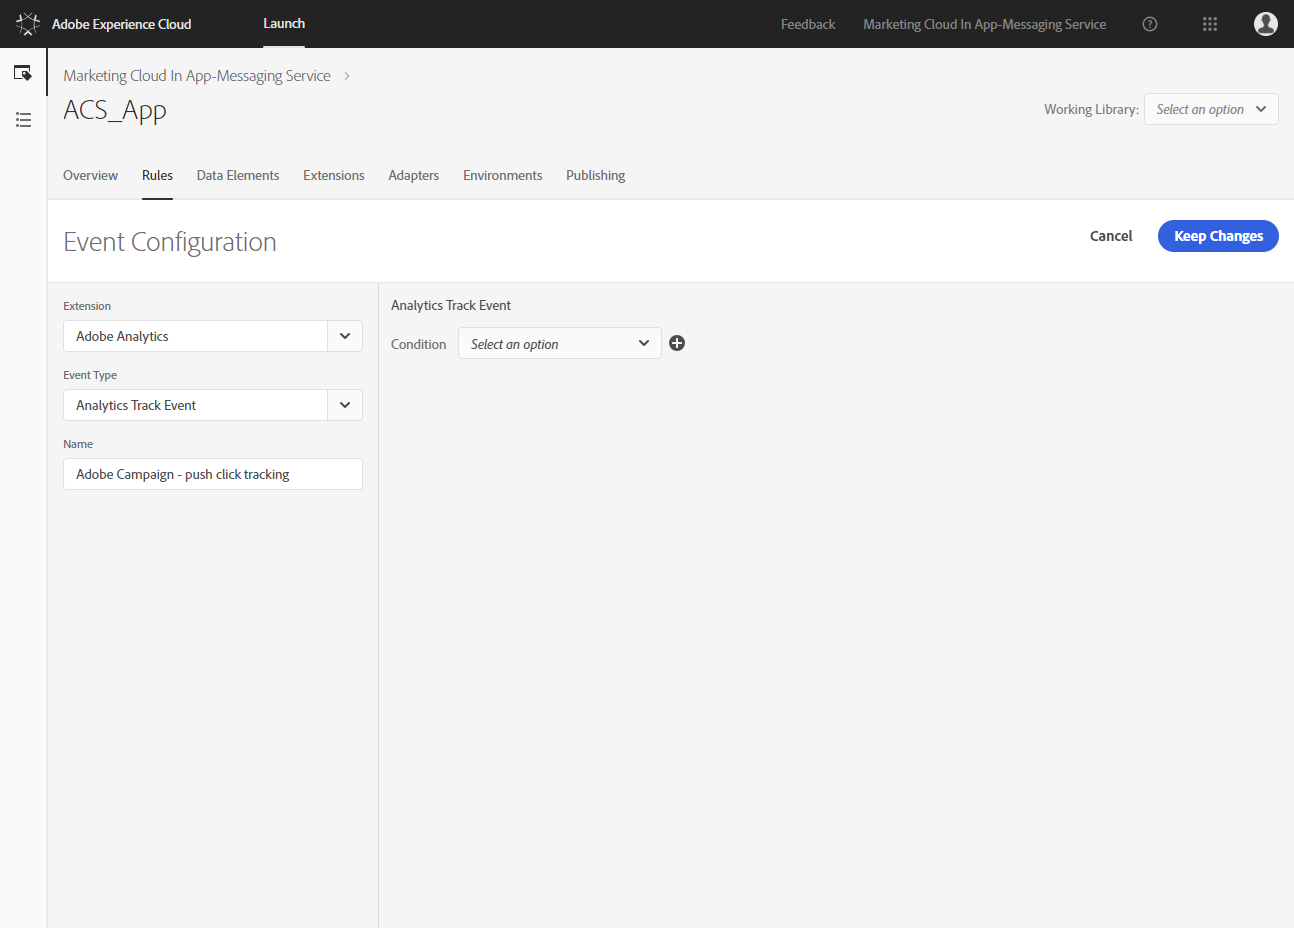 Adobe Experience Cloud
Launch
Feedback
Marketing Cloud In App-Messaging Service
Marketing Cloud In App-Messaging Service
ACS_App
Working Library:
Select an option
Overview
Rules
Data Elements
Extensions
Adapters
Environments
Publishing
Event Configuration
Cancel
Keep Changes
Extension
Adobe Analytics
Event Type
Analytics Track Event
Name
Adobe Campaign - push click tracking
Analytics Track Event
Condition
Select an option